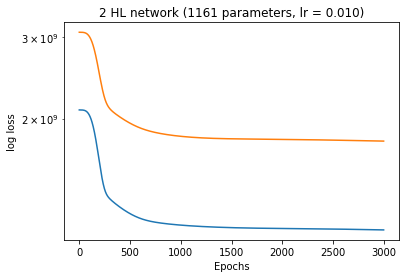 2 HL network (1161 parameters, lr = 0.010)
3 × 10⁹
2 × 10⁹
log loss
0 500 1000 1500 2000 2500 3000
Epochs